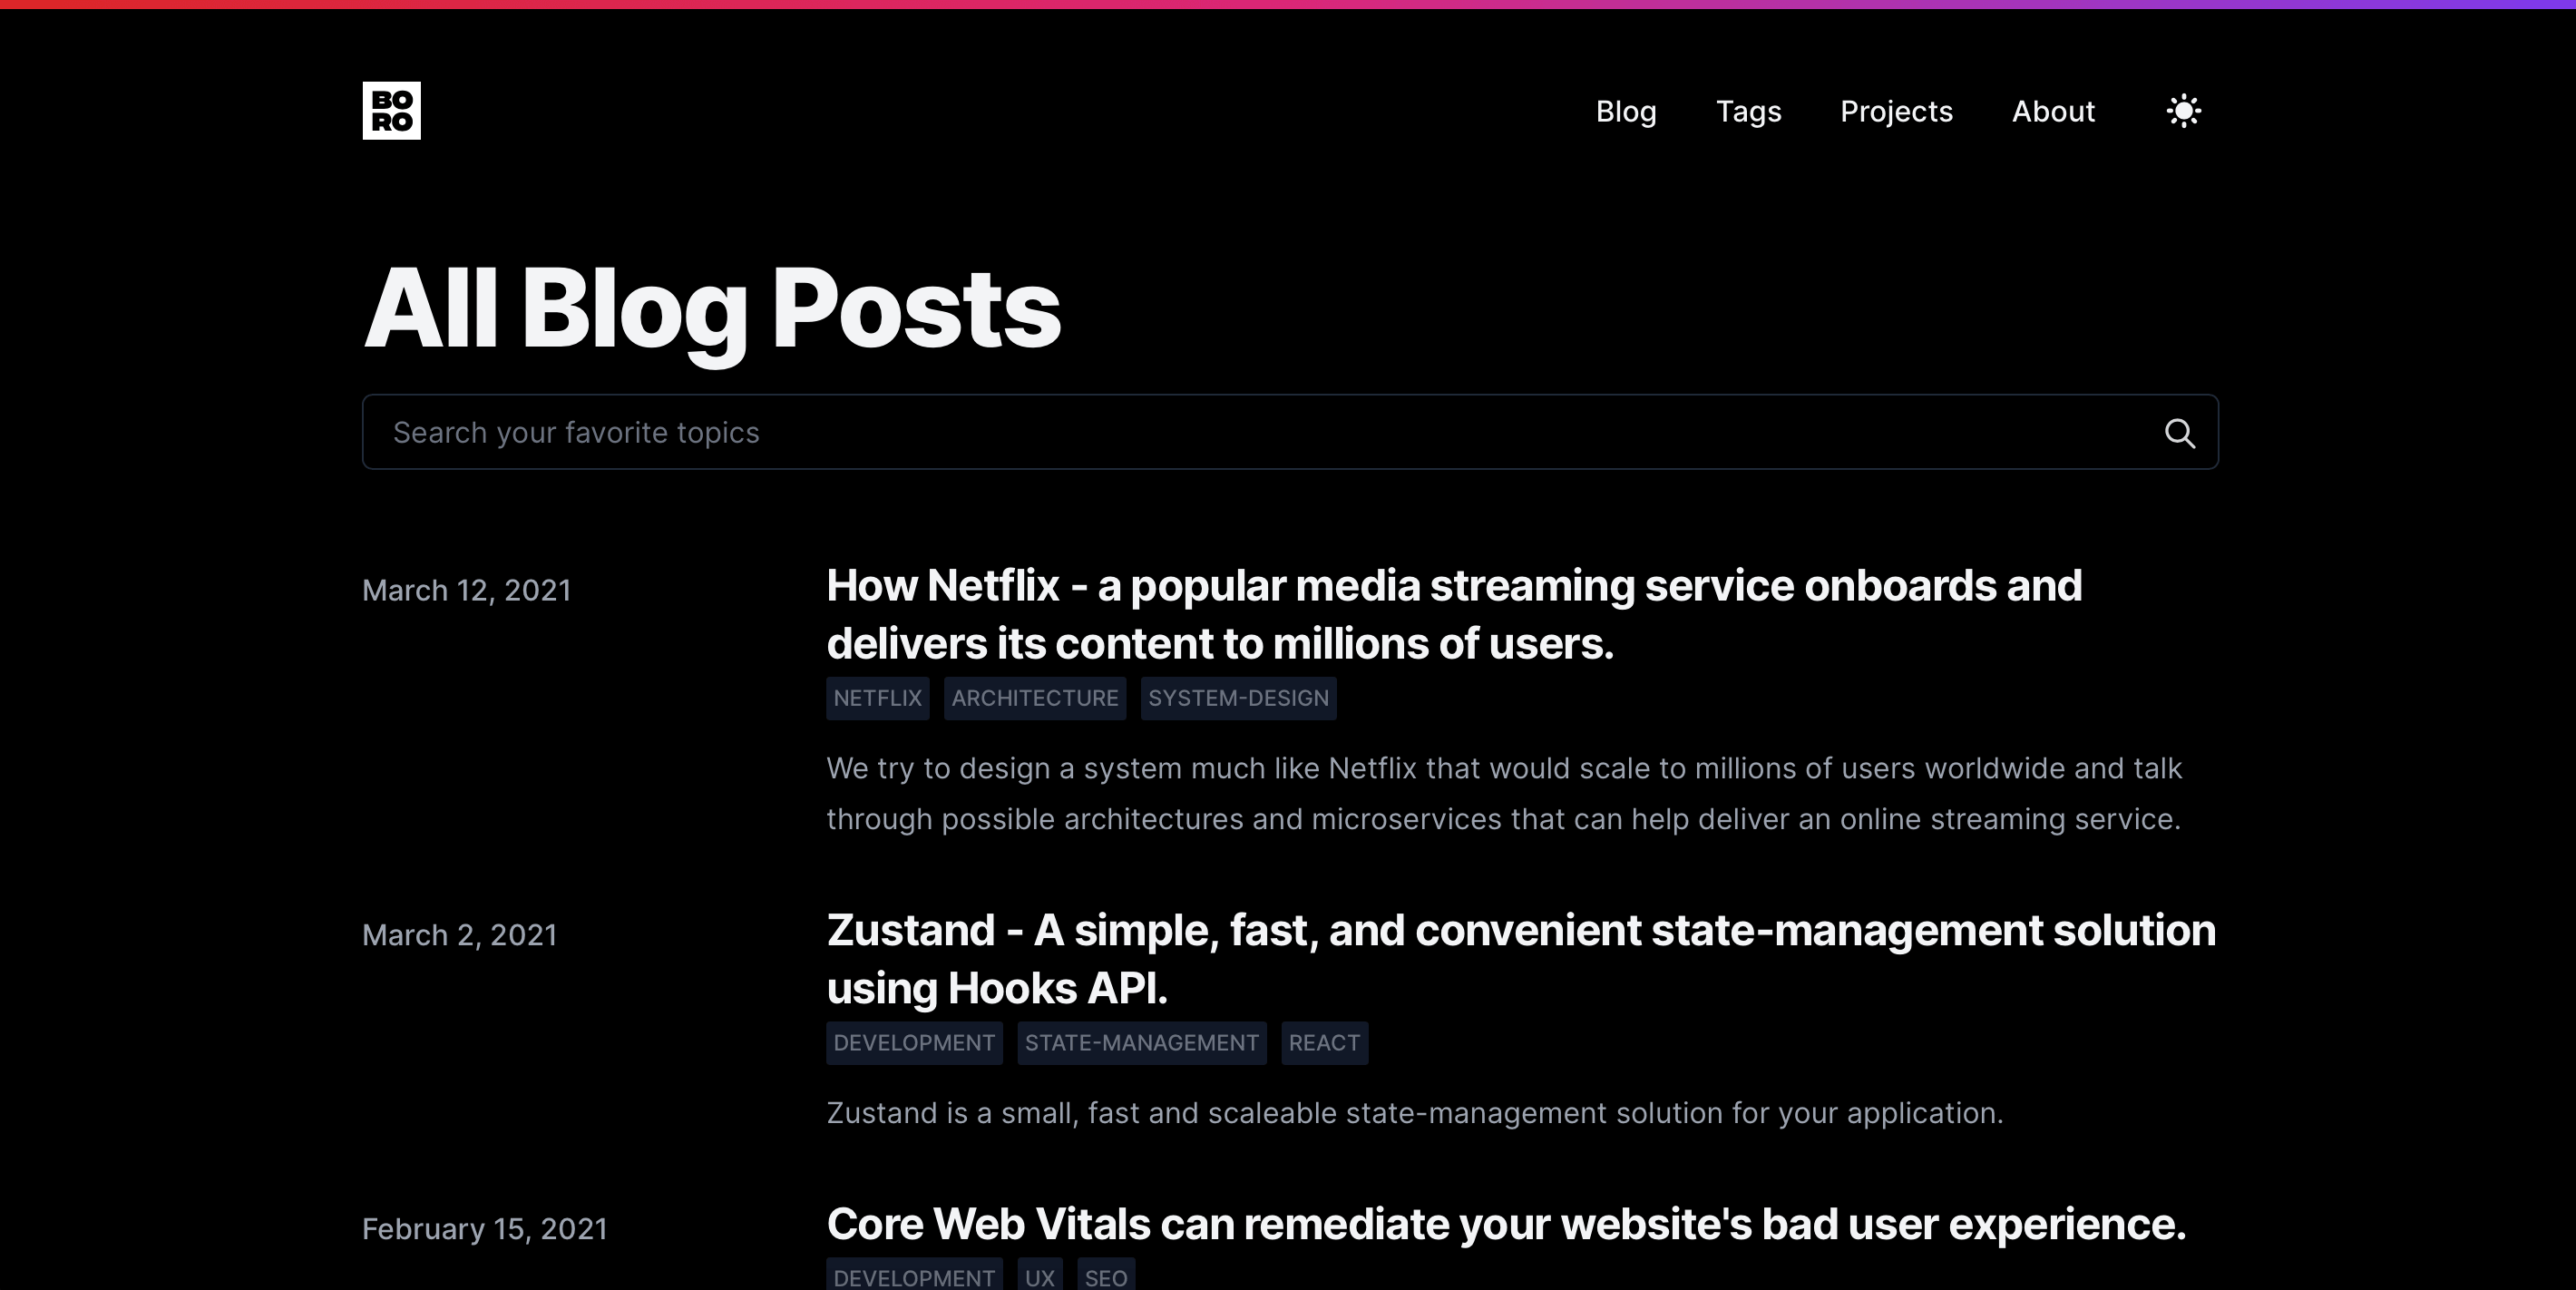 BO
RO
Blog Tags Projects About
All Blog Posts
Search your favorite topics
March 12, 2021
How Netflix - a popular media streaming service onboards and
delivers its content to millions of users.
NETFLIX ARCHITECTURE SYSTEM-DESIGN
We try to design a system much like Netflix that would scale to millions of users worldwide and talk
through possible architectures and microservices that can help deliver an online streaming service.
March 2, 2021
Zustand - A simple, fast, and convenient state-management solution
using Hooks API.
DEVELOPMENT STATE-MANAGEMENT REACT
Zustand is a small, fast and scaleable state-management solution for your application.
February 15, 2021
Core Web Vitals can remediate your website's bad user experience.
DEVELOPMENT UX SEO